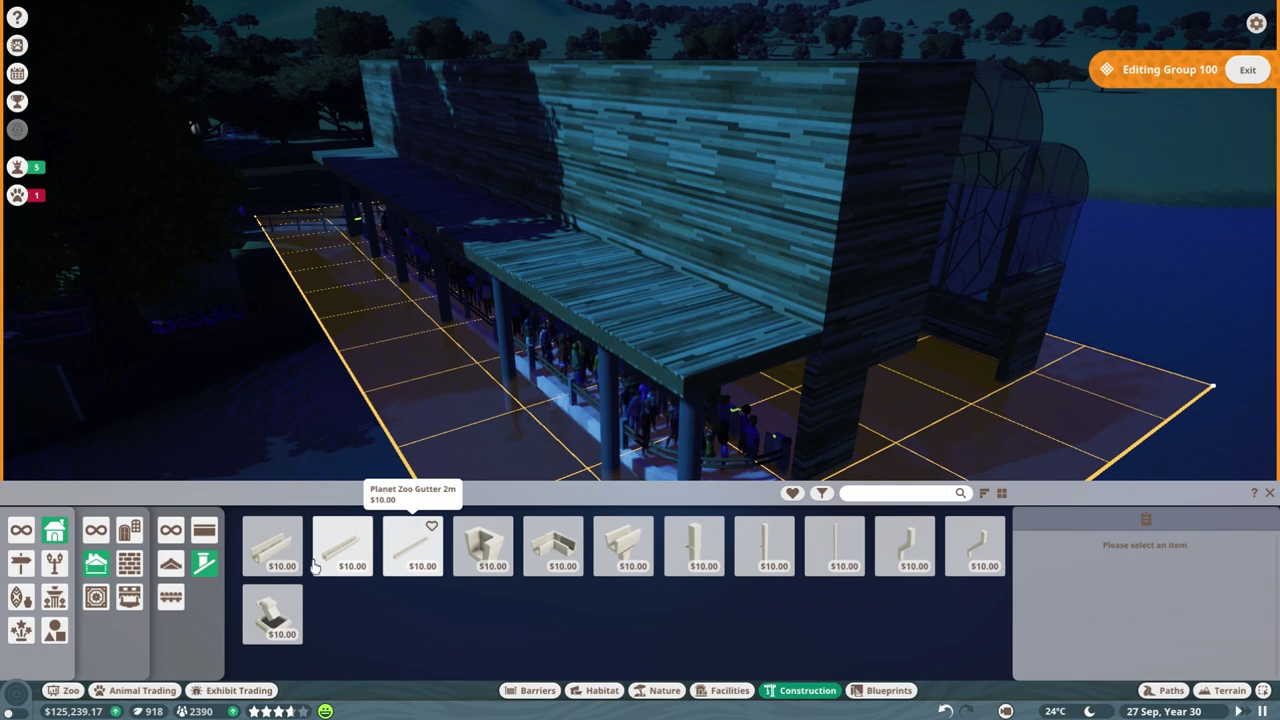 ?
Editing Group 100
Exit
5
1
Planet Zoo Gutter 2m
$10.00
?
Please select an item
$10.00 $10.00 $10.00 $10.00 $10.00 $10.00 $10.00 $10.00 $10.00 $10.00 $10.00
$10.00
Zoo Animal Trading Exhibit Trading Barriers Habitat Nature Facilities Construction Blueprints Paths Terrain
$125,239.17 918 2390 24°C 27 Sep, Year 30